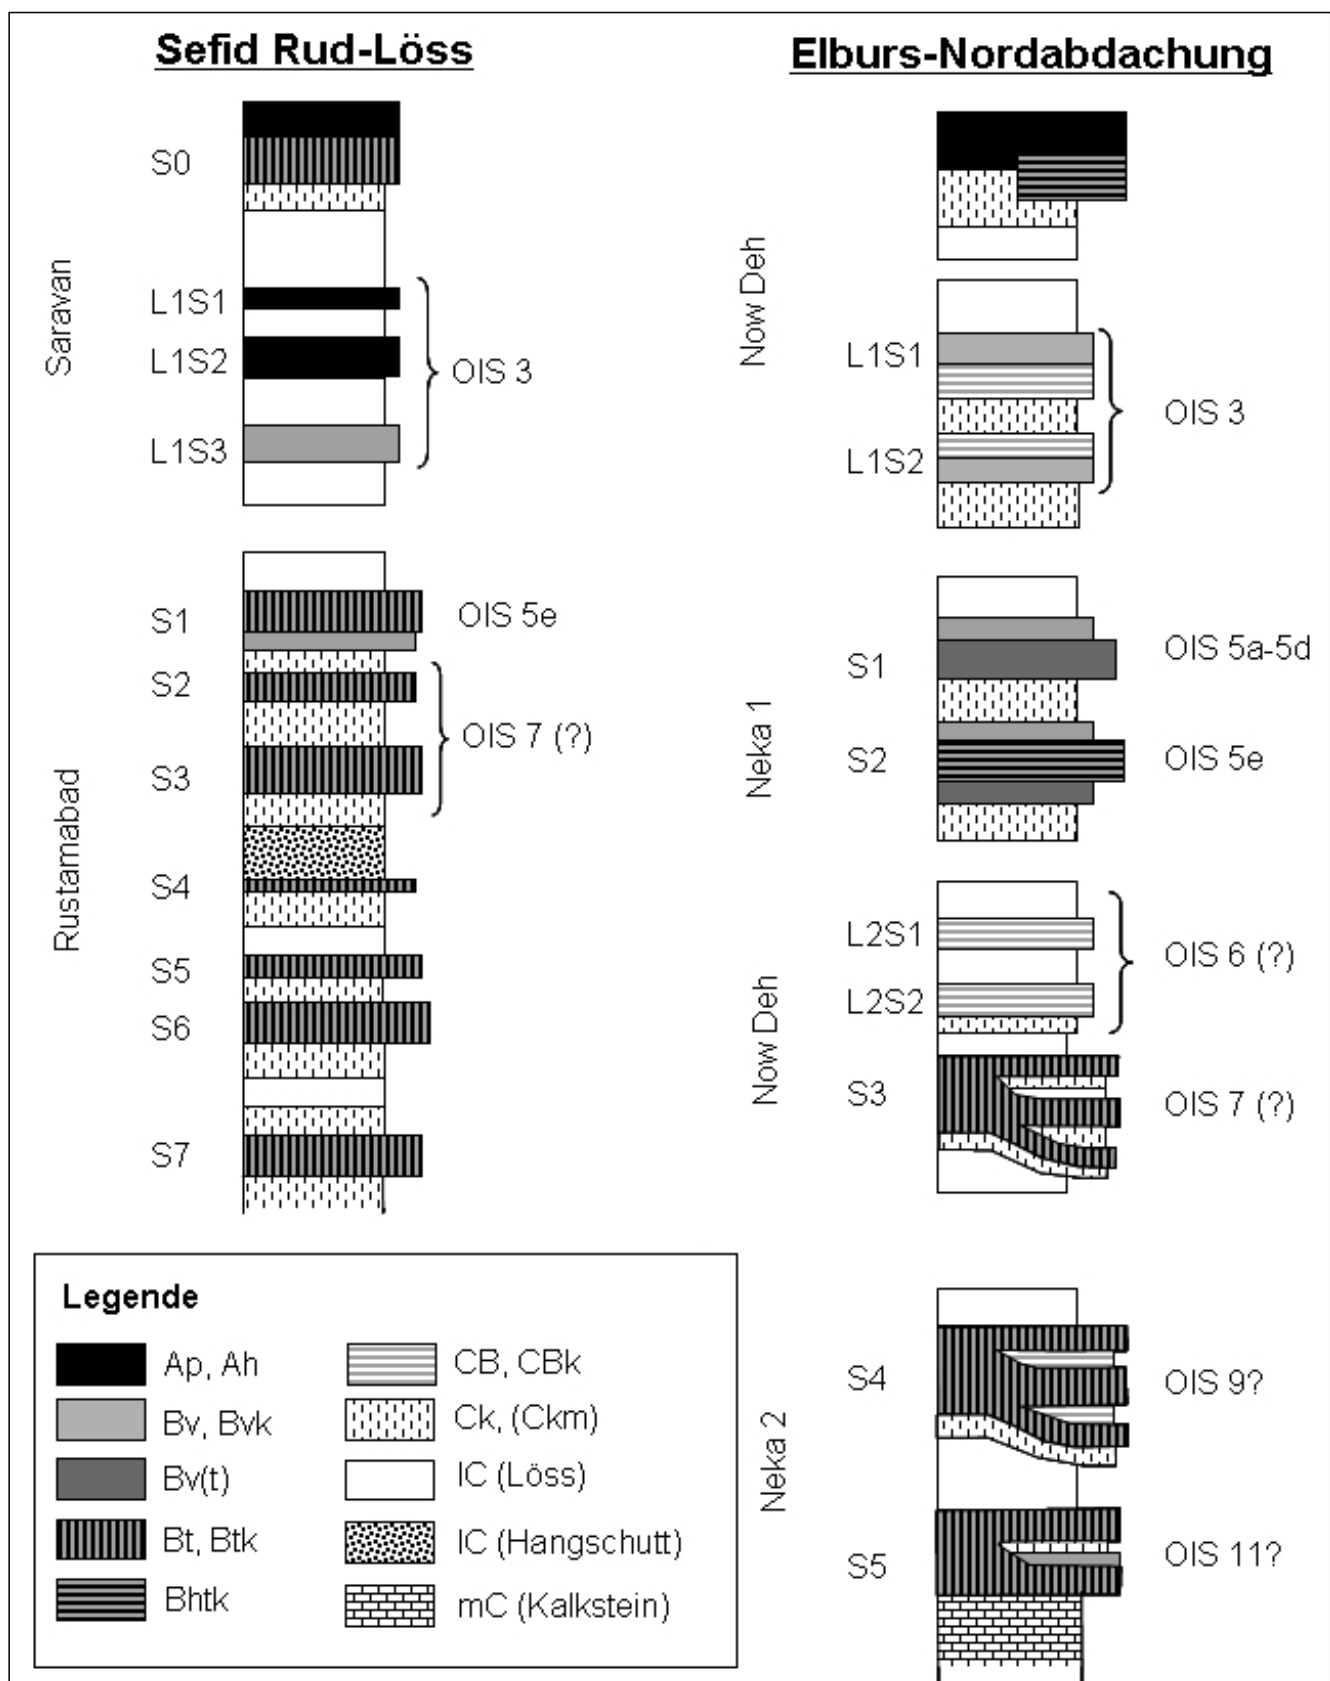 Sefid Rud-Löss
Saravan
S0
L1S1
L1S2
L1S3
OIS 3
Rustamabad
S1
OIS 5e
S2
S3
OIS 7 (?)
S4
S5
S6
S7
Elburs-Nordabdachung
Now Deh
L1S1
L1S2
OIS 3
Neka 1
S1
OIS 5a-5d
S2
OIS 5e
Now Deh
L2S1
L2S2
OIS 6 (?)
S3
OIS 7 (?)
Neka 2
S4
OIS 9?
S5
OIS 11?
Legende
Ap, Ah
Bv, Bvk
Bv(t)
Bt, Btk
Bhtk
CB, CBk
Ck, (Ckm)
IC (Löss)
IC (Hangschutt)
mC (Kalkstein)